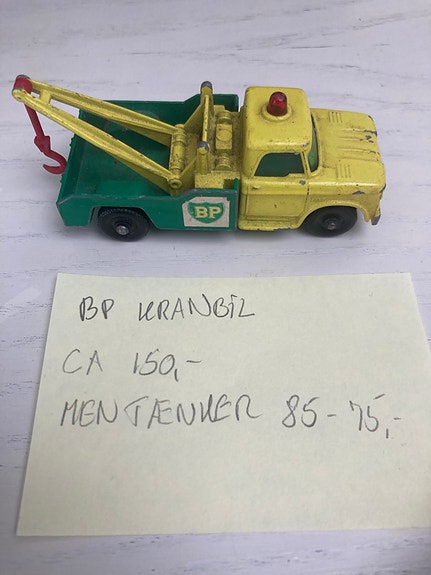 BP
BP KRANBIL
CA 150,-
MEN TÆNKER 85-75,-